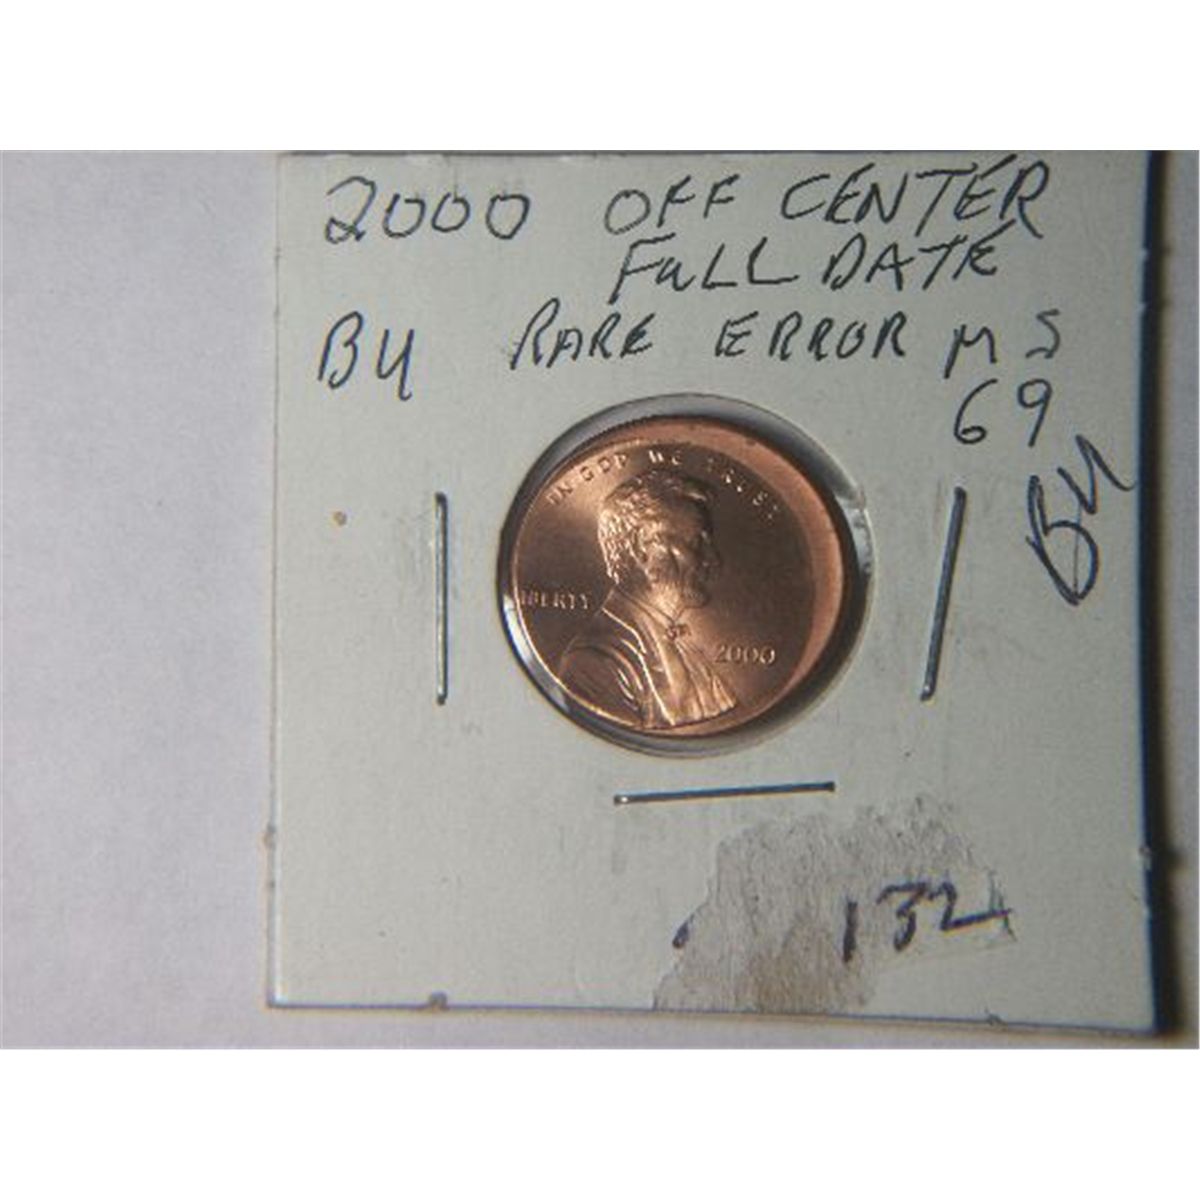 2000 OFF CENTER
FULL DATE
BU RARE ERROR MS
69
BU
IN GOD WE TRUST
LIBERTY
2000
132